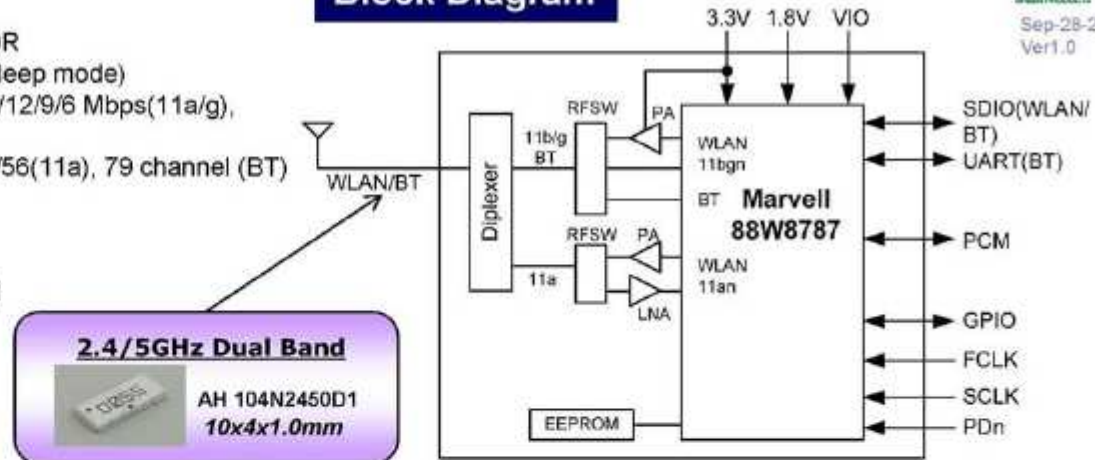 Block Diagram
Sep-28-2
Ver1.0
R
leep mode)
/12/9/6 Mbps(11a/g),
/56(11a), 79 channel (BT)
3.3V 1.8V VIO
RFSW PA
11b/g
BT
WLAN
11bgn
BT
WLAN/BT
Diplexer
Marvell
88W8787
RFSW PA
11a
WLAN
11an
LNA
EEPROM
SDIO(WLAN/
BT)
UART(BT)
PCM
GPIO
FCLK
SCLK
PDn
2.4/5GHz Dual Band
AH 104N2450D1
10x4x1.0mm